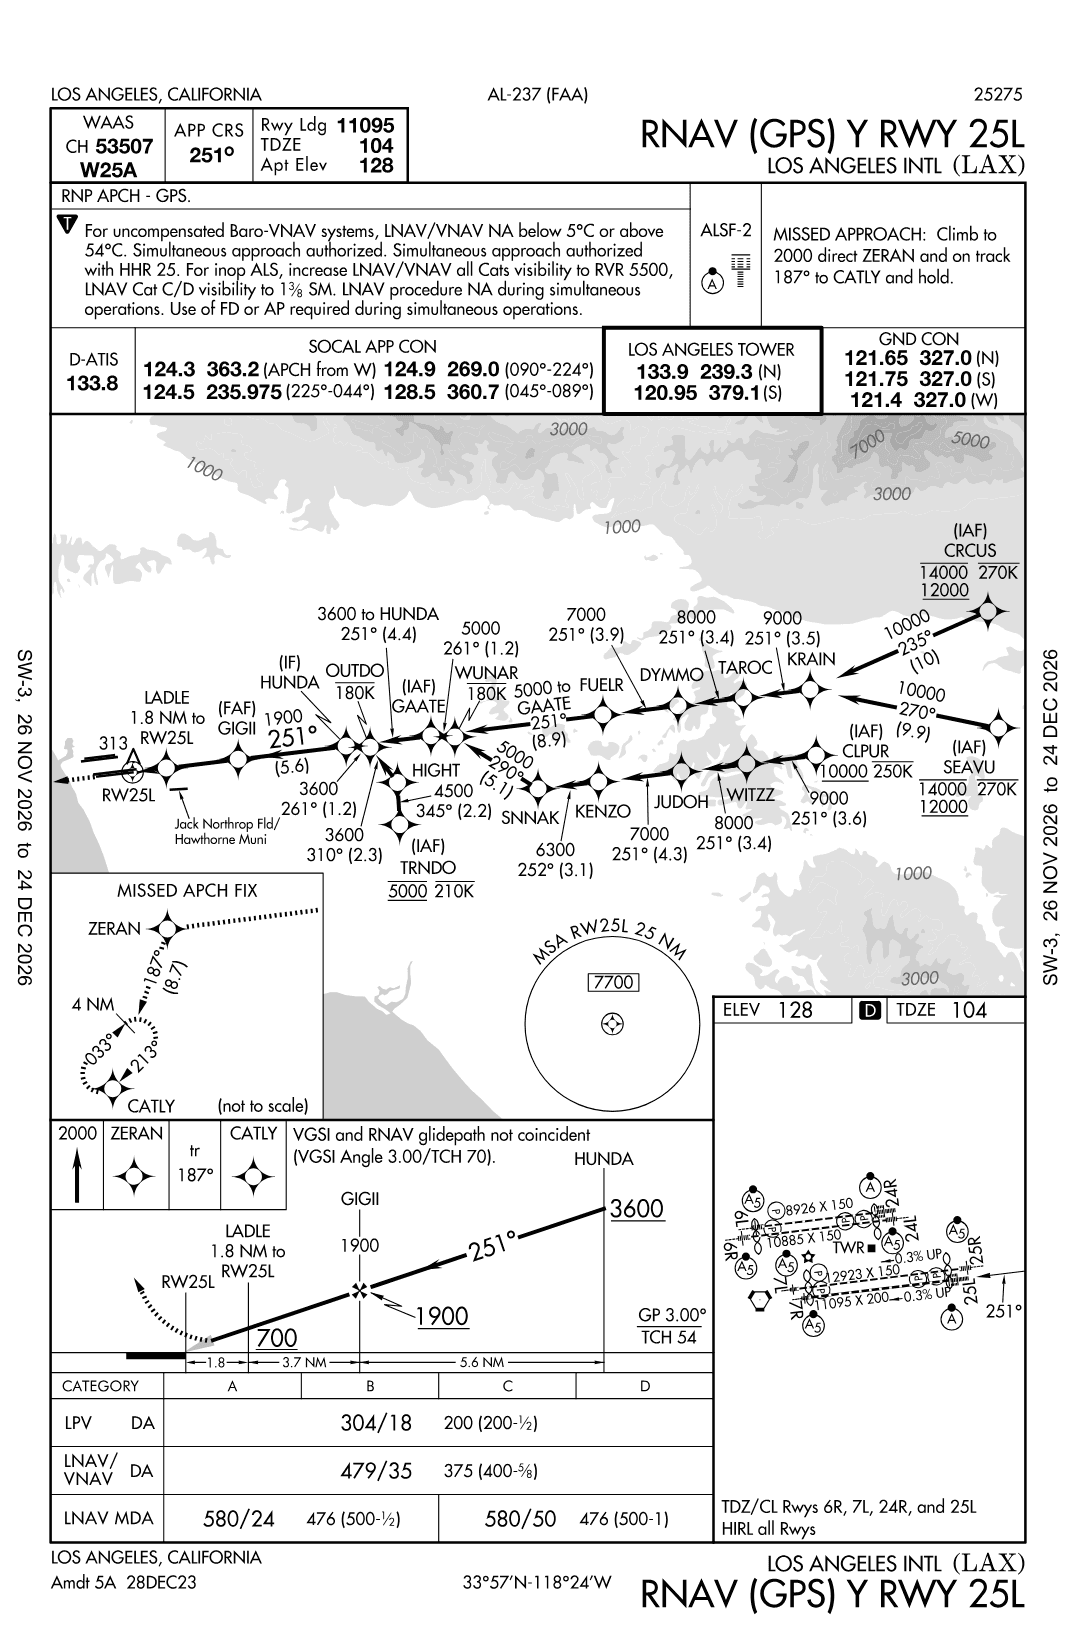 LOS ANGELES, CALIFORNIA
AL-237 (FAA)
25275
WAAS
CH 53507
W25A
APP CRS
251°
Rwy Ldg 11095
TDZE 104
Apt Elev 128
RNAV (GPS) Y RWY 25L
LOS ANGELES INTL (LAX)
RNP APCH - GPS.
T
For uncompensated Baro-VNAV systems, LNAV/VNAV NA below 5°C or above
54°C. Simultaneous approach authorized. Simultaneous approach authorized
with HHR 25. For inop ALS, increase LNAV/VNAV all Cats visibility to RVR 5500,
LNAV Cat C/D visibility to 1⅜ SM. LNAV procedure NA during simultaneous
operations. Use of FD or AP required during simultaneous operations.
ALSF-2
A
MISSED APPROACH: Climb to
2000 direct ZERAN and on track
187° to CATLY and hold.
D-ATIS
133.8
SOCAL APP CON
124.3 363.2 (APCH from W) 124.9 269.0 (090°-224°)
124.5 235.975 (225°-044°) 128.5 360.7 (045°-089°)
LOS ANGELES TOWER
133.9 239.3 (N)
120.95 379.1 (S)
GND CON
121.65 327.0 (N)
121.75 327.0 (S)
121.4 327.0 (W)
1000
3000
7000
5000
3000
1000
(IAF)
CRCUS
14000 270K
12000
10000
235°
(10)
3600 to HUNDA
251° (4.4)
5000
261° (1.2)
7000
251° (3.9)
8000
251° (3.4)
9000
251° (3.5)
KRAIN
TAROC
DYMMO
FUELR
5000 to
GAATE
251°
(8.9)
WUNAR
180K
(IAF)
GAATE
OUTDO
180K
(IF)
HUNDA
1900
251°
(5.6)
(FAF)
GIGII
LADLE
1.8 NM to
RW25L
313
RW25L
10000
270°
(9.9)
(IAF)
SEAVU
14000 270K
12000
(IAF)
CLPUR
10000 250K
9000
251° (3.6)
WITZZ
8000
251° (3.4)
JUDOH
7000
251° (4.3)
KENZO
6300
252° (3.1)
SNNAK
5000
290°
(5.1)
HIGHT
4500
345° (2.2)
3600
261° (1.2)
3600
310° (2.3)
(IAF)
TRNDO
5000 210K
Jack Northrop Fld/
Hawthorne Muni
1000
3000
SW-3, 26 NOV 2026 to 24 DEC 2026
SW-3, 26 NOV 2026 to 24 DEC 2026
MISSED APCH FIX
ZERAN
187°
(8.7)
4 NM
033°
213°
CATLY
(not to scale)
MSA RW25L 25 NM
7700
ELEV 128
D
TDZE 104
2000
ZERAN
tr
187°
CATLY
VGSI and RNAV glidepath not coincident
(VGSI Angle 3.00/TCH 70).
HUNDA
3600
GIGII
1900
251°
LADLE
1.8 NM to
RW25L
RW25L
1900
700
GP 3.00°
TCH 54
1.8
3.7 NM
5.6 NM
CATEGORY A B C D
LPV DA 304/18 200 (200-½)
LNAV/
VNAV DA 479/35 375 (400-⅝)
LNAV MDA 580/24 476 (500-½) 580/50 476 (500-1)
A5
A
24R
8926 X 150
P
6L
10885 X 150
24L
6R
A5
TWR
A5
A5
25R
0.3% UP
A5
7L
12923 X 150
11095 X 200
0.3% UP
7R
25L
251°
A5
A
TDZ/CL Rwys 6R, 7L, 24R, and 25L
HIRL all Rwys
LOS ANGELES, CALIFORNIA
Amdt 5A 28DEC23
33°57'N-118°24'W
LOS ANGELES INTL (LAX)
RNAV (GPS) Y RWY 25L